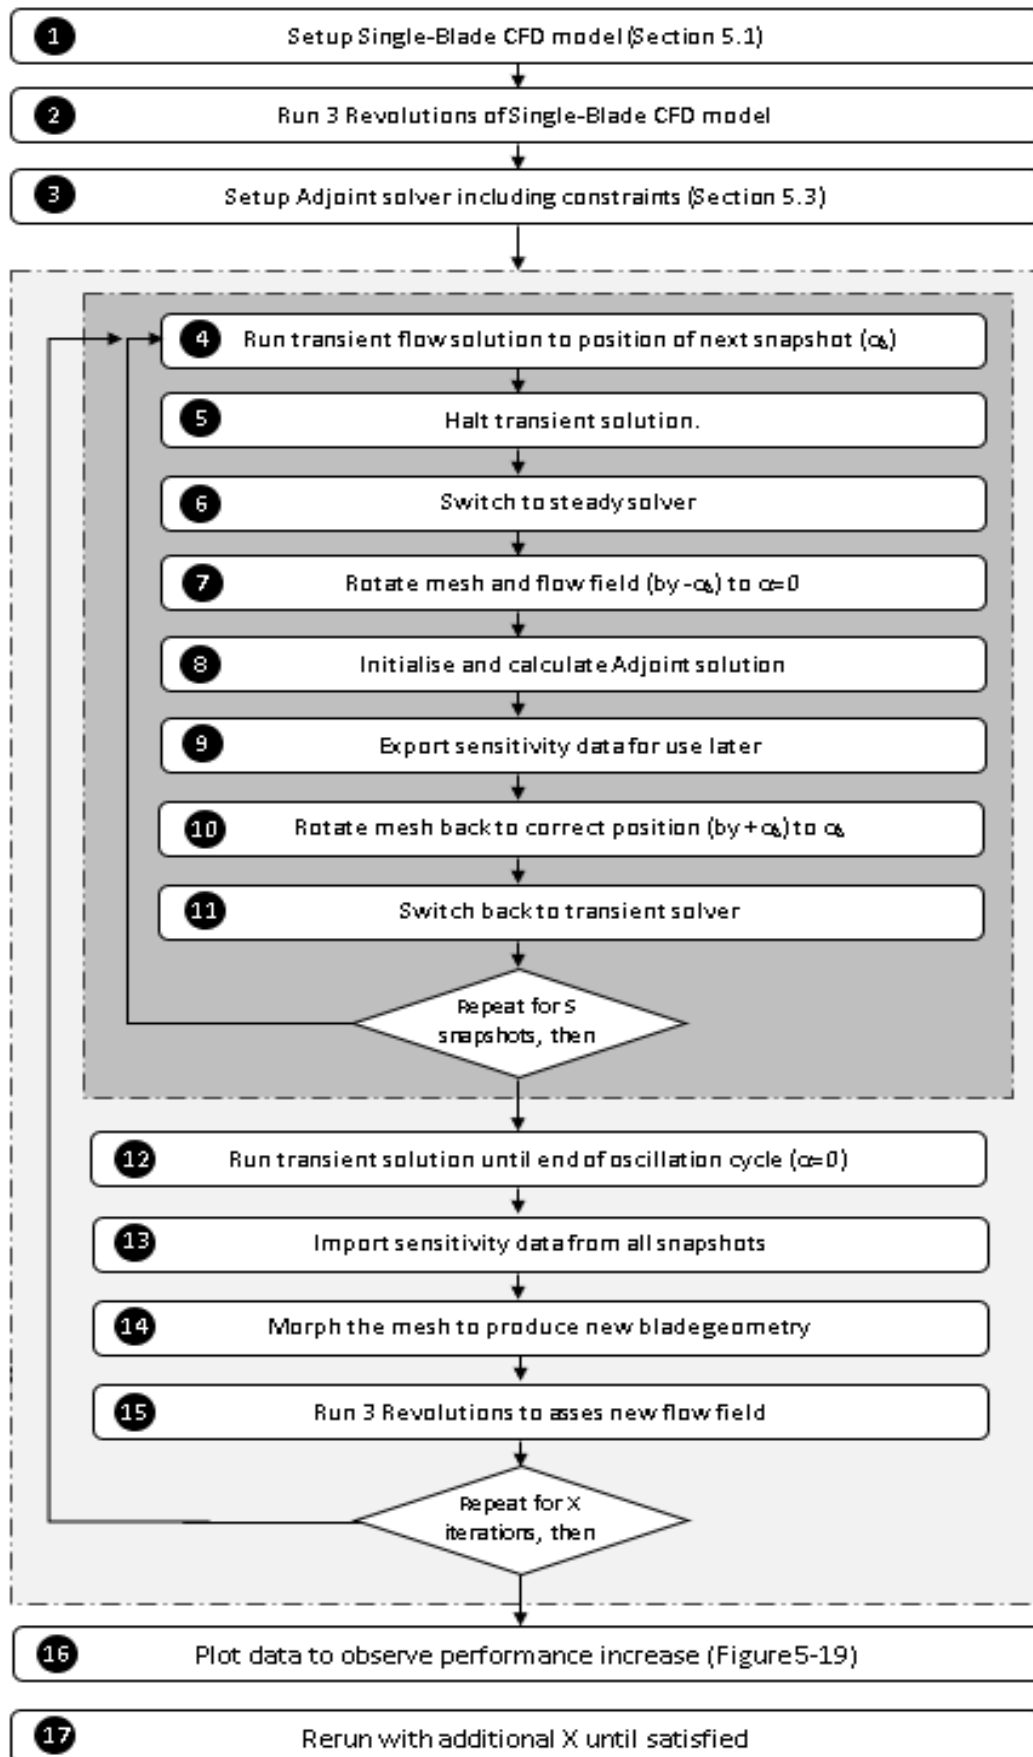 1 Setup Single-Blade CFD model (Section 5.1)
2 Run 3 Revolutions of Single-Blade CFD model
3 Setup Adjoint solver including constraints (Section 5.3)
4 Run transient flow solution to position of next snapshot (αₛ)
5 Halt transient solution.
6 Switch to steady solver
7 Rotate mesh and flow field (by -αₛ) to α=0
8 Initialise and calculate Adjoint solution
9 Export sensitivity data for use later
10 Rotate mesh back to correct position (by +αₛ) to αₛ
11 Switch back to transient solver
Repeat for S
snapshots, then
12 Run transient solution until end of oscillation cycle (α=0)
13 Import sensitivity data from all snapshots
14 Morph the mesh to produce new blade geometry
15 Run 3 Revolutions to asses new flow field
Repeat for X
iterations, then
16 Plot data to observe performance increase (Figure 5-19)
17 Rerun with additional X until satisfied